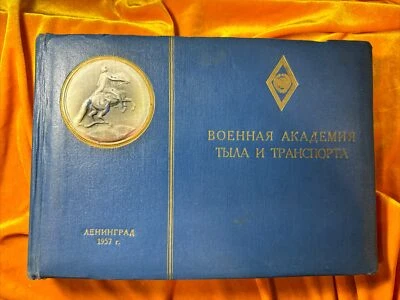 ВОЕННАЯ АКАДЕМИЯ
ТЫЛА И ТРАНСПОРТА
ЛЕНИНГРАД
1957 г.